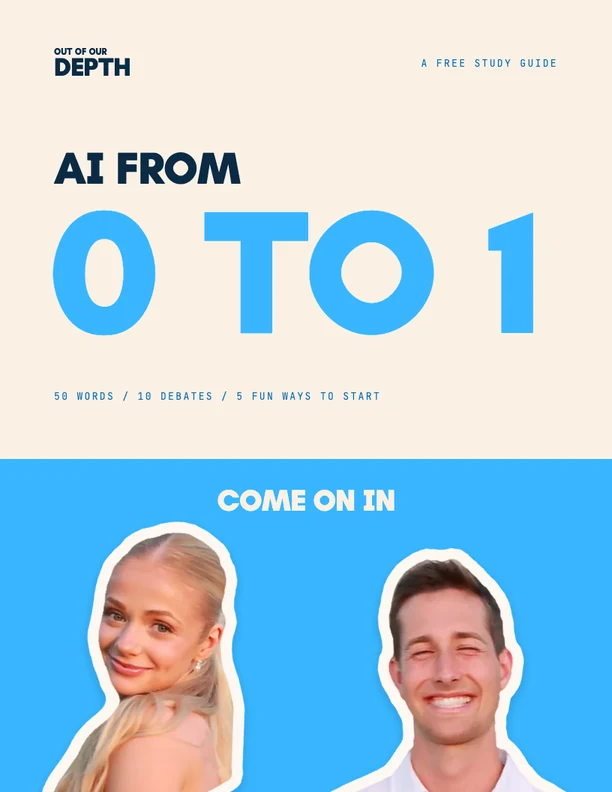 OUT OF OUR
DEPTH
A FREE STUDY GUIDE
AI FROM
0 TO 1
50 WORDS / 10 DEBATES / 5 FUN WAYS TO START
COME ON IN